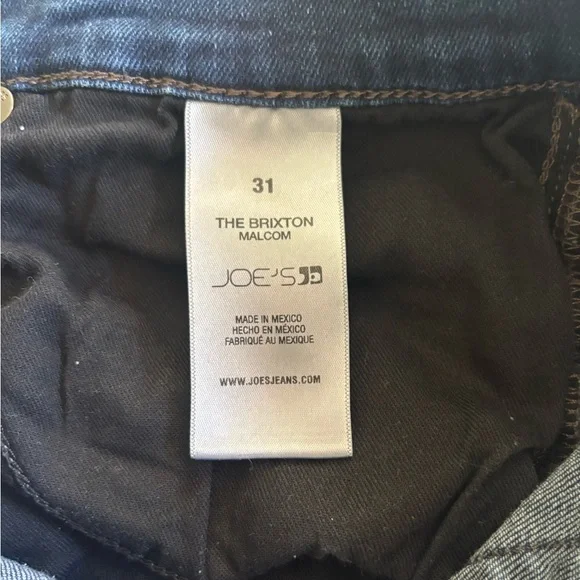 31
THE BRIXTON
MALCOM
JOE'S
MADE IN MEXICO
HECHO EN MÉXICO
FABRIQUÉ AU MEXIQUE
WWW.JOESJEANS.COM